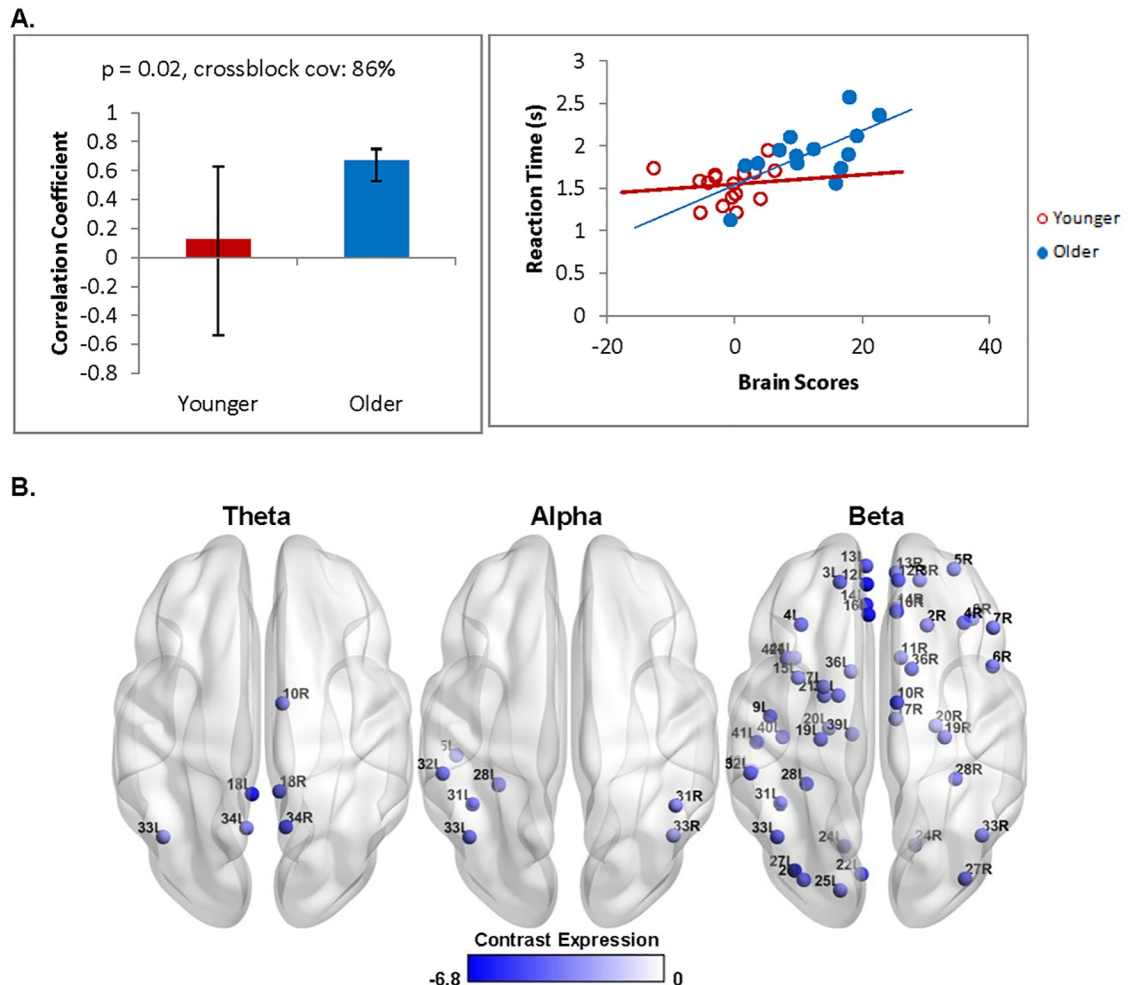 A.
p = 0.02, crossblock cov: 86%
Correlation Coefficient
1
0.8
0.6
0.4
0.2
0
-0.2
-0.4
-0.6
-0.8
Younger
Older
Reaction Time (s)
3
2.5
2
1.5
1
0.5
0
-20
0
20
40
Brain Scores
Younger
Older
B.
Theta
10R
18L
18R
34L
34R
33L
Alpha
32L
28L
31L
31R
33L
33R
Beta
13L
13R
5R
3L
12L
12R
14L
16L
14R
16R
4L
2R
4R
7R
11R
15L
36L
36R
6R
10R
9L
7R
20L
20R
41L
40L
19L
39L
19R
28L
28R
31L
33L
24L
24R
33R
27L
22L
25L
27R
Contrast Expression
-6.8
0